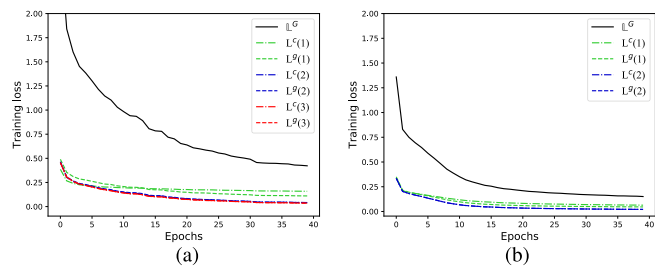 2.00
1.75
1.50
1.25
1.00
0.75
0.50
0.25
0.00
Training loss
0 5 10 15 20 25 30 35 40
Epochs
𝕃^G
L^c(1)
L^g(1)
L^c(2)
L^g(2)
L^c(3)
L^g(3)
(a)
2.00
1.75
1.50
1.25
1.00
0.75
0.50
0.25
0.00
Training loss
0 5 10 15 20 25 30 35 40
Epochs
𝕃^G
L^c(1)
L^g(1)
L^c(2)
L^g(2)
(b)